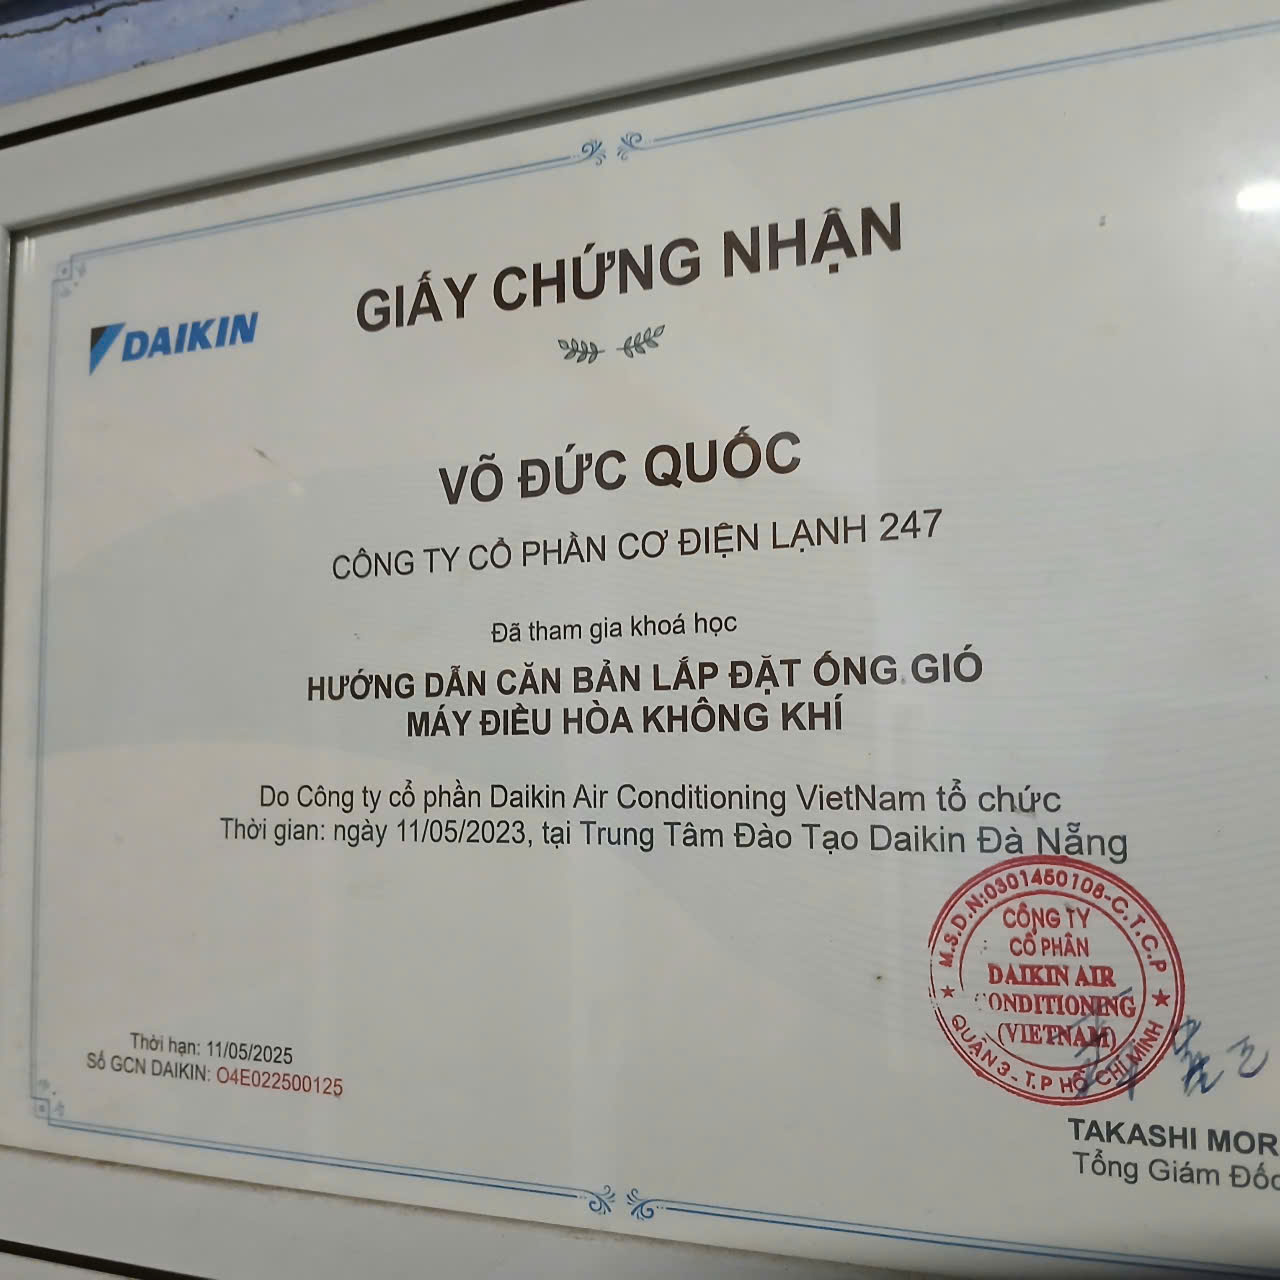 GIẤY CHỨNG NHẬN
DAIKIN
VÕ ĐỨC QUỐC
CÔNG TY CỔ PHẦN CƠ ĐIỆN LẠNH 247
Đã tham gia khoá học
HƯỚNG DẪN CĂN BẢN LẮP ĐẶT ỐNG GIÓ
MÁY ĐIỀU HÒA KHÔNG KHÍ
Do Công ty cổ phần Daikin Air Conditioning VietNam tổ chức
Thời gian: ngày 11/05/2023, tại Trung Tâm Đào Tạo Daikin Đà Nẵng
M.S.D.N:0301450108-C.T.C.P
CÔNG TY
CỔ PHẦN
DAIKIN AIR
CONDITIONING
(VIETNAM)
QUẬN 3 - T.P HỒ CHÍ MINH
Thời hạn: 11/05/2025
Số GCN DAIKIN: O4E022500125
TAKASHI MOR
Tổng Giám Đốc